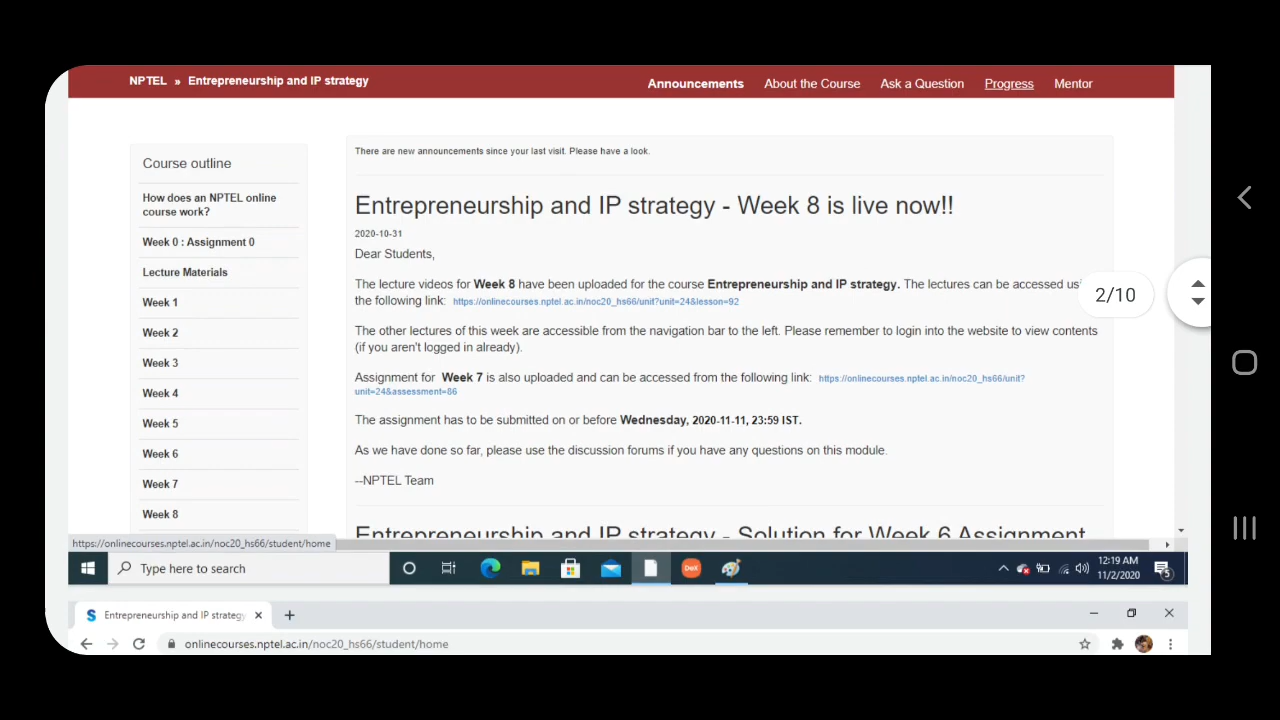 NPTEL » Entrepreneurship and IP strategy
Announcements About the Course Ask a Question Progress Mentor
Course outline
How does an NPTEL online
course work?
Week 0 : Assignment 0
Lecture Materials
Week 1
Week 2
Week 3
Week 4
Week 5
Week 6
Week 7
Week 8
There are new announcements since your last visit. Please have a look.
Entrepreneurship and IP strategy - Week 8 is live now!!
2020-10-31
Dear Students,
The lecture videos for Week 8 have been uploaded for the course Entrepreneurship and IP strategy. The lectures can be accessed
the following link: https://onlinecourses.nptel.ac.in/noc20_hs66/unit?unit=24&lesson=92
The other lectures of this week are accessible from the navigation bar to the left. Please remember to login into the website to view contents
(if you aren't logged in already).
Assignment for Week 7 is also uploaded and can be accessed from the following link: https://onlinecourses.nptel.ac.in/noc20_hs66/unit?
unit=24&assessment=86
The assignment has to be submitted on or before Wednesday, 2020-11-11, 23:59 IST.
As we have done so far, please use the discussion forums if you have any questions on this module.
--NPTEL Team
Entrepreneurship and IP strategy - Solution for Week 6 Assignment
2/10
https://onlinecourses.nptel.ac.in/noc20_hs66/student/home
Type here to search
DELL
12:19 AM
11/2/2020
5
S Entrepreneurship and IP strategy
onlinecourses.nptel.ac.in/noc20_hs66/student/home